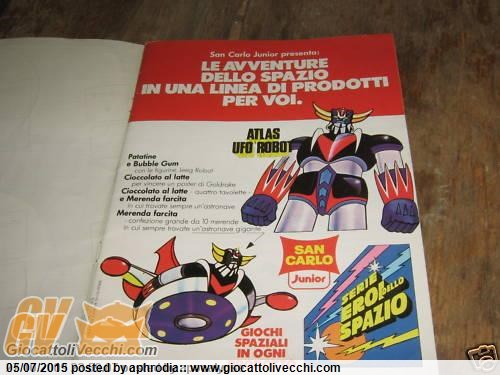 San Carlo Junior presenta:
LE AVVENTURE
DELLO SPAZIO
IN UNA LINEA DI PRODOTTI
PER VOI.
ATLAS
UFO ROBOT
Patatine
e Bubble Gum
con le figurine Jeeg Robot
Cioccolato al latte
per vincere un poster di Goldrake
Cioccolato al latte - quattro tavolette -
e Merenda farcita
in cui trovate sempre un'astronave
Merenda farcita
- confezione grande da 10 merende
in cui trovate un'astronave gigante
SAN
CARLO
Junior
SERIE
EROI DELLO
SPAZIO
GIOCHI
SPAZIALI
IN OGNI
GV
GiocattoliVecchi.com
05/07/2015 posted by aphrodia:: www.giocattolivecchi.com